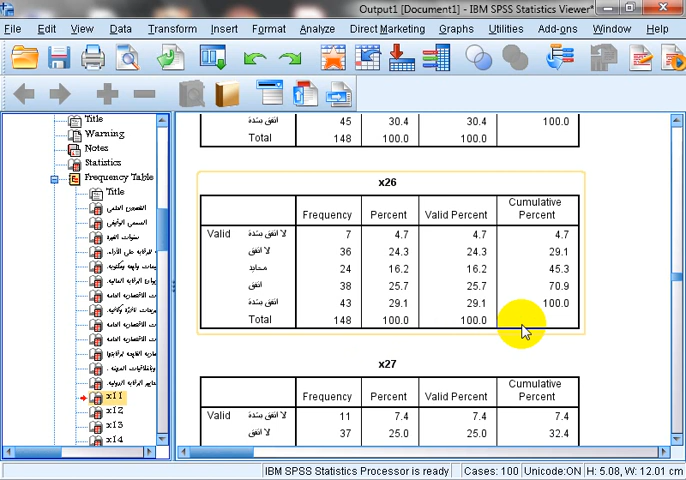 Output1 [Document1] - IBM SPSS Statistics Viewer*
File Edit View Data Transform Insert Format Analyze Direct Marketing Graphs Utilities Add-ons Window Help
Title
Warning
Notes
Statistics
Frequency Table
Title
سنوات الخبرة
x11
x12
x13
x14
اتفق بشدة 45 30.4 30.4 100.0
Total 148 100.0 100.0
x26
Frequency Percent Valid Percent Cumulative Percent
Valid لا اتفق بشدة 7 4.7 4.7 4.7
لا اتفق 36 24.3 24.3 29.1
محايد 24 16.2 16.2 45.3
اتفق 38 25.7 25.7 70.9
اتفق بشدة 43 29.1 29.1 100.0
Total 148 100.0 100.0
x27
Frequency Percent Valid Percent Cumulative Percent
Valid لا اتفق بشدة 11 7.4 7.4 7.4
لا اتفق 37 25.0 25.0 32.4
IBM SPSS Statistics Processor is ready Cases: 100 Unicode:ON H: 5.08, W: 12.01 cm